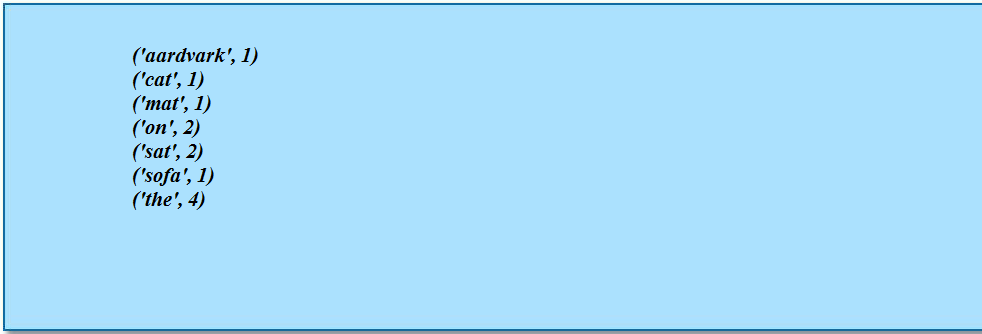 ('aardvark', 1)
('cat', 1)
('mat', 1)
('on', 2)
('sat', 2)
('sofa', 1)
('the', 4)